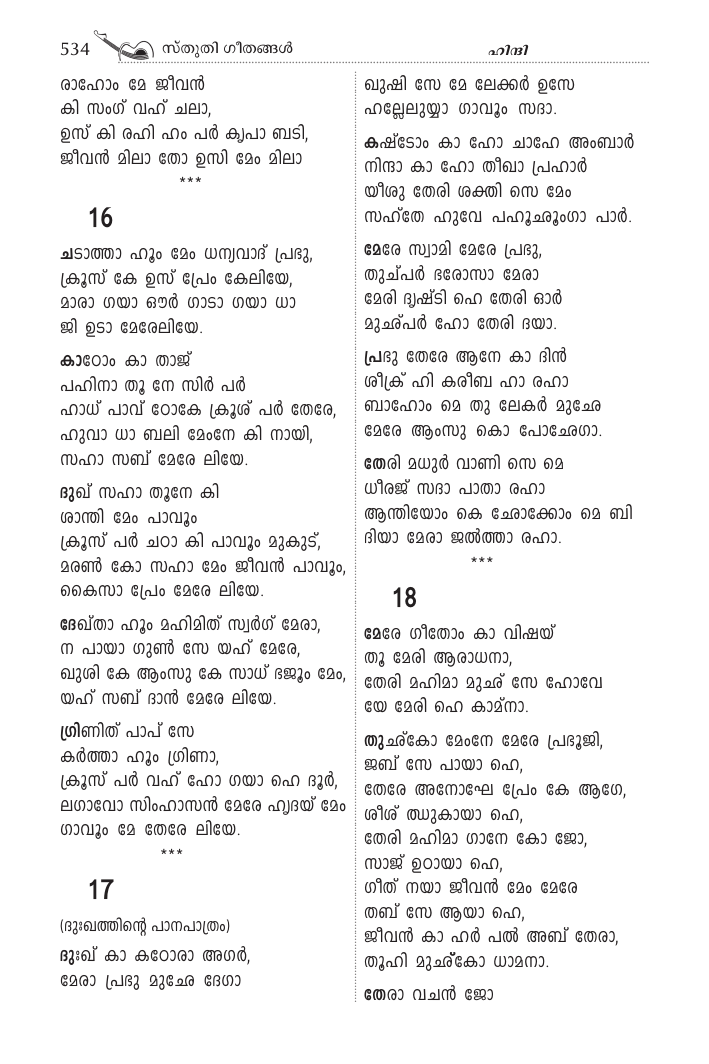 534 സ്തുതി ഗീതങ്ങൾ
ഹിന്ദി
രാഹോം മേ ജീവൻ
കി സംഗ് വഹ് ചലാ,
ഉസ് കി രഹി ഹം പർ കൃപാ ബടി,
ജീവൻ മിലാ തോ ഉസി മേം മിലാ
***
16
ചടാത്താ ഹൂം മേം ധന്വവാദ് പ്രഭു,
ക്രൂസ് കേ ഉസ് പ്രേം കേലിയേ,
മാരാ ഗയാ ഔർ ഗാടാ ഗയാ ധാ
ജി ഉടാ മേരേലിയേ.
കാഠോം കാ താജ്
പഹിനാ തൂ നേ സിർ പർ
ഹാധ് പാവ് ഠോകേ ക്രൂശ് പർ തേരേ,
ഹുവാ ധാ ബലി മേംനേ കി നായി,
സഹാ സബ് മേരേ ലിയേ.
ദുഖ് സഹാ തൂനേ കി
ശാന്തി മേം പാവൂം
ക്രൂസ് പർ ചഠാ കി പാവൂം മുകുട്,
മരൺ കോ സഹാ മേം ജീവൻ പാവൂം,
കൈസാ പ്രേം മേരേ ലിയേ.
ദേഖ്താ ഹൂം മഹിമിത് സ്വർഗ് മേരാ,
ന പായാ ഗുൺ സേ യഹ് മേരേ,
ഖുശി കേ ആംസു കേ സാധ് ഭജൂം മേം,
യഹ് സബ് ദാൻ മേരേ ലിയേ.
ഗ്രിണിത് പാപ് സേ
കർത്താ ഹൂം ഗ്രിണാ,
ക്രൂസ് പർ വഹ് ഹോ ഗയാ ഹെ ദൂർ,
ലഗാവോ സിംഹാസൻ മേരേ ഹൃദയ് മേം
ഗാവൂം മേ തേരേ ലിയേ.
***
17
(ദുഃഖത്തിന്റെ പാനപാത്രം)
ദുഃഖ് കാ കഠോരാ അഗർ,
മേരാ പ്രഭു മുഛേ ദേഗാ
ഖുഷി സേ മേ ലേക്കർ ഉസേ
ഹല്ലേലുയ്യാ ഗാവൂം സദാ.
കഷ്ടോം കാ ഹോ ചാഹേ അംബാർ
നിന്ദാ കാ ഹോ തീഖാ പ്രഹാർ
യീശു തേരി ശക്തി സെ മേം
സഹ്തേ ഹുവേ പഹൂഛൂംഗാ പാർ.
മേരേ സ്വാമി മേരേ പ്രഭു,
തുച്പർ ഭരോസാ മേരാ
മേരി ദൃഷ്ടി ഹെ തേരി ഓർ
മുഛ്പർ ഹോ തേരി ദയാ.
പ്രഭു തേരേ ആനേ കാ ദിൻ
ശീക്ര് ഹി കരീബ ഹാ രഹാ
ബാഹോം മെ തു ലേകർ മുഛേ
മേരേ ആംസു കൊ പോഛേഗാ.
തേരി മധുർ വാണി സെ മെ
ധീരജ് സദാ പാതാ രഹാ
ആന്തിയോം കെ ഛോക്കോം മെ ബി
ദിയാ മേരാ ജൽത്താ രഹാ.
***
18
മേരേ ഗീതോം കാ വിഷയ്
തൂ മേരി ആരാധനാ,
തേരി മഹിമാ മുഛ് സേ ഹോവേ
യേ മേരി ഹെ കാമ്നാ.
തുഛ്കോ മേംനേ മേരേ പ്രഭൂജി,
ജബ് സേ പായാ ഹെ,
തേരേ അനോഘേ പ്രേം കേ ആഗേ,
ശീശ് ഝുകായാ ഹെ,
തേരി മഹിമാ ഗാനേ കോ ജോ,
സാജ് ഉഠായാ ഹെ,
ഗീത് നയാ ജീവൻ മേം മേരേ
തബ് സേ ആയാ ഹെ,
ജീവൻ കാ ഹർ പൽ അബ് തേരാ,
തൂഹി മുഛ്കോ ധാമനാ.
തേരാ വചൻ ജോ